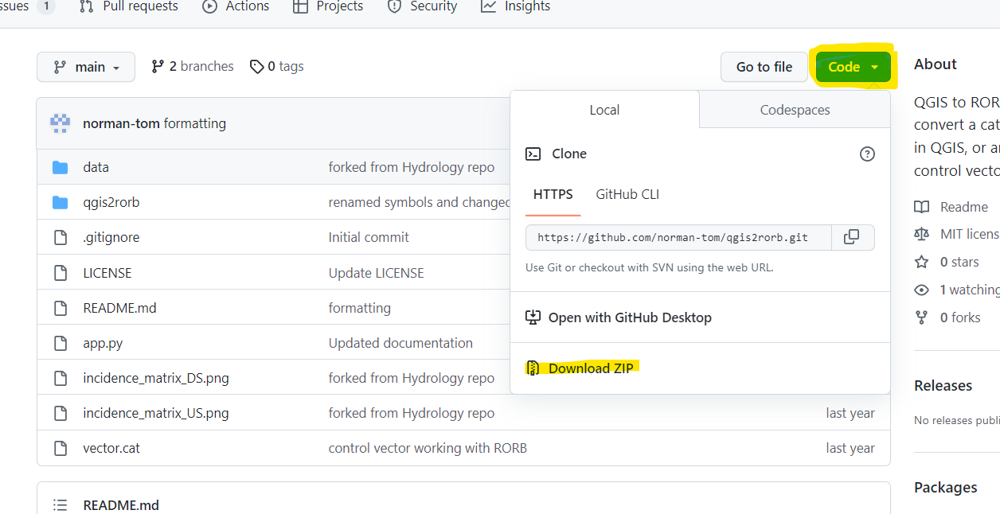 ssues 1 Pull requests Actions Projects Security Insights
main 2 branches 0 tags Go to file Code
norman-tom formatting
data forked from Hydrology repo
qgis2rorb renamed symbols and changed
.gitignore Initial commit
LICENSE Update LICENSE
README.md formatting
app.py Updated documentation
incidence_matrix_DS.png forked from Hydrology repo
incidence_matrix_US.png forked from Hydrology repo last year
vector.cat control vector working with RORB last year
README.md
Local Codespaces
Clone
HTTPS GitHub CLI
https://github.com/norman-tom/qgis2rorb.git
Use Git or checkout with SVN using the web URL.
Open with GitHub Desktop
Download ZIP
About
QGIS to ROR
convert a cat
in QGIS, or a
control vecto
Readme
MIT licens
0 stars
1 watching
0 forks
Releases
No releases publi
Packages